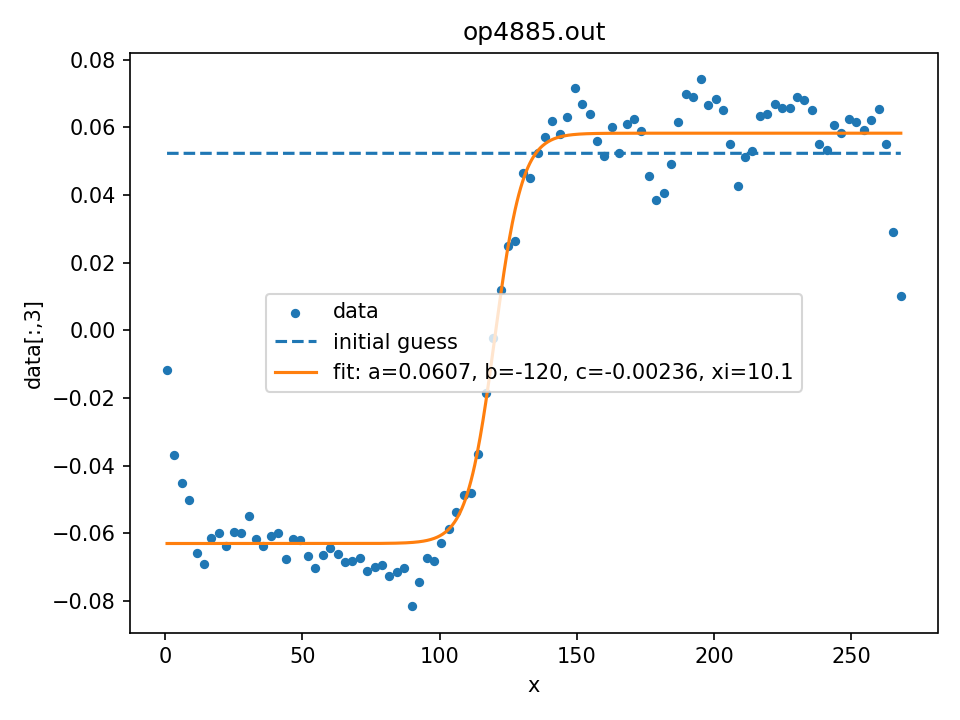 op4885.out
0.08
0.06
0.04
0.02
0.00
−0.02
−0.04
−0.06
−0.08
data[:,3]
data
initial guess
fit: a=0.0607, b=-120, c=-0.00236, xi=10.1
0 50 100 150 200 250
x